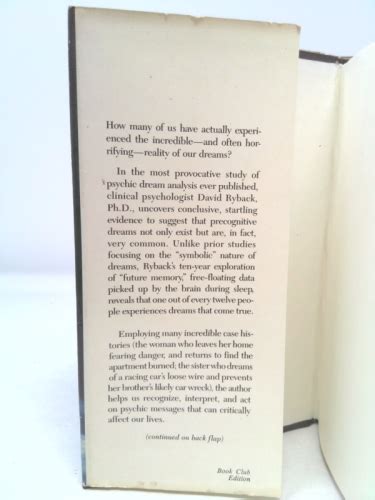 How many of us have actually experi-
enced the incredible—and often hor-
rifying—reality of our dreams?
In the most provocative study of
psychic dream analysis ever published,
clinical psychologist David Ryback,
Ph.D., uncovers conclusive, startling
evidence to suggest that precognitive
dreams not only exist but are, in fact,
very common. Unlike prior studies
focusing on the "symbolic" nature of
dreams, Ryback's ten-year exploration
of "future memory," free-floating data
picked up by the brain during sleep,
reveals that one out of every twelve peo-
ple experiences dreams that come true.
Employing many incredible case his-
tories (the woman who leaves her home
fearing danger, and returns to find the
apartment burned; the sister who dreams
of a racing car's loose wire and prevents
her brother's likely car wreck), the author
helps us recognize, interpret, and act
on psychic messages that can critically
affect our lives.
(continued on back flap)
Book Club
Edition